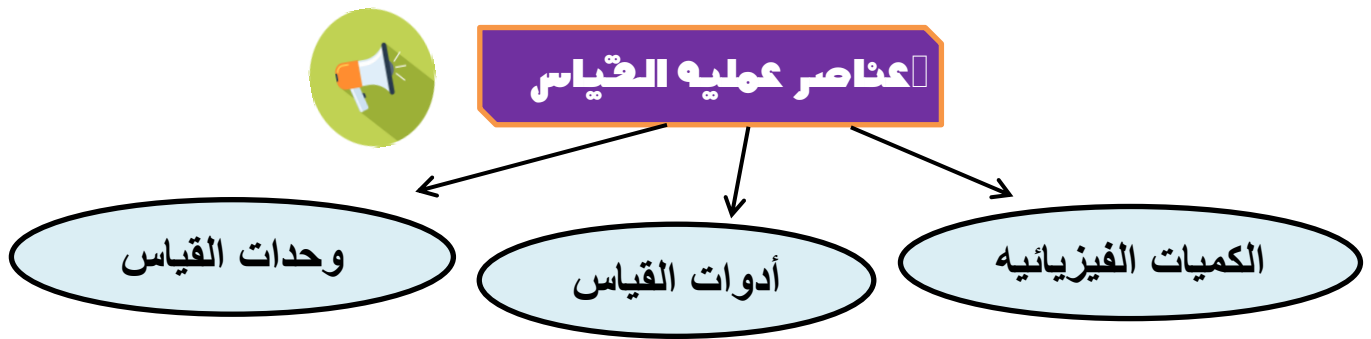 عناصر عمليه القياس
الكميات الفيزيائيه
أدوات القياس
وحدات القياس